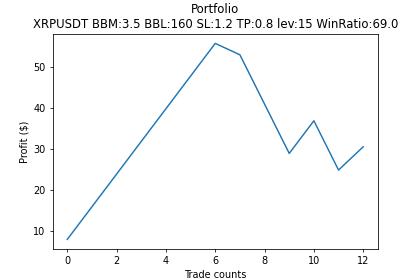 Portfolio
XRPUSDT BBM:3.5 BBL:160 SL:1.2 TP:0.8 lev:15 WinRatio:69.0
Profit ($)
50
40
30
20
10
0 2 4 6 8 10 12
Trade counts